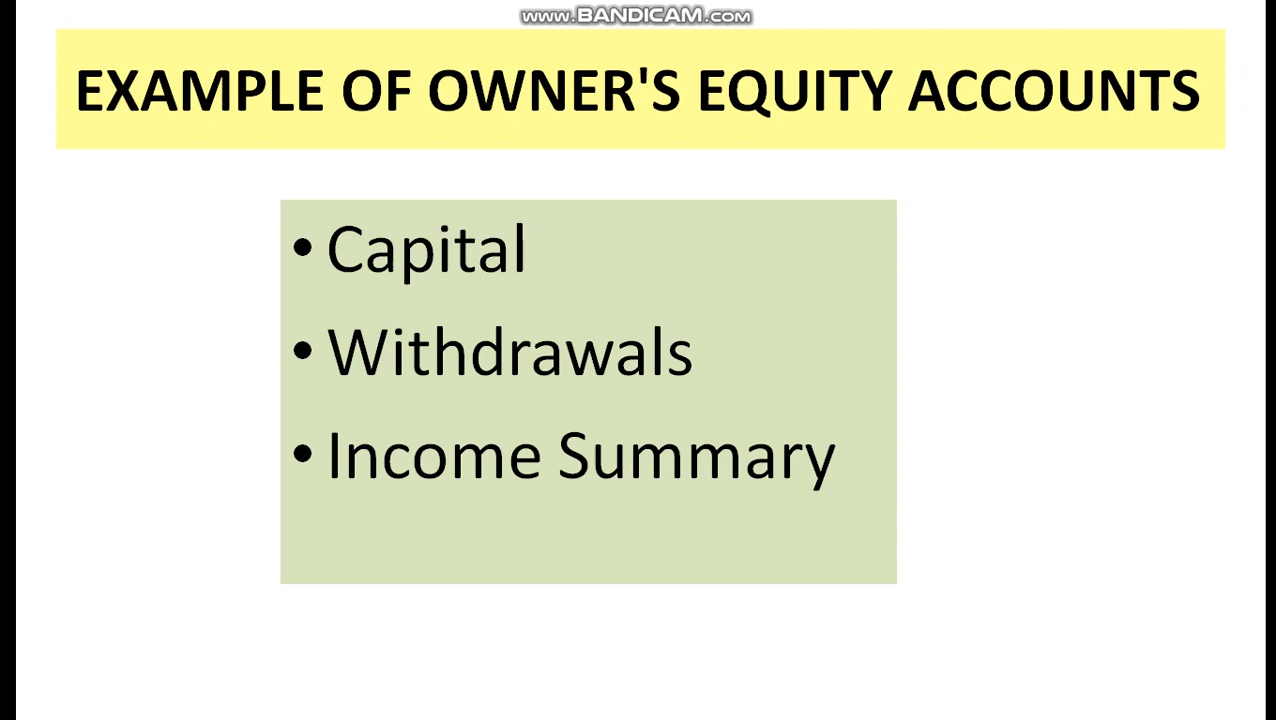 www.BANDICAM.com
EXAMPLE OF OWNER'S EQUITY ACCOUNTS
• Capital
• Withdrawals
• Income Summary